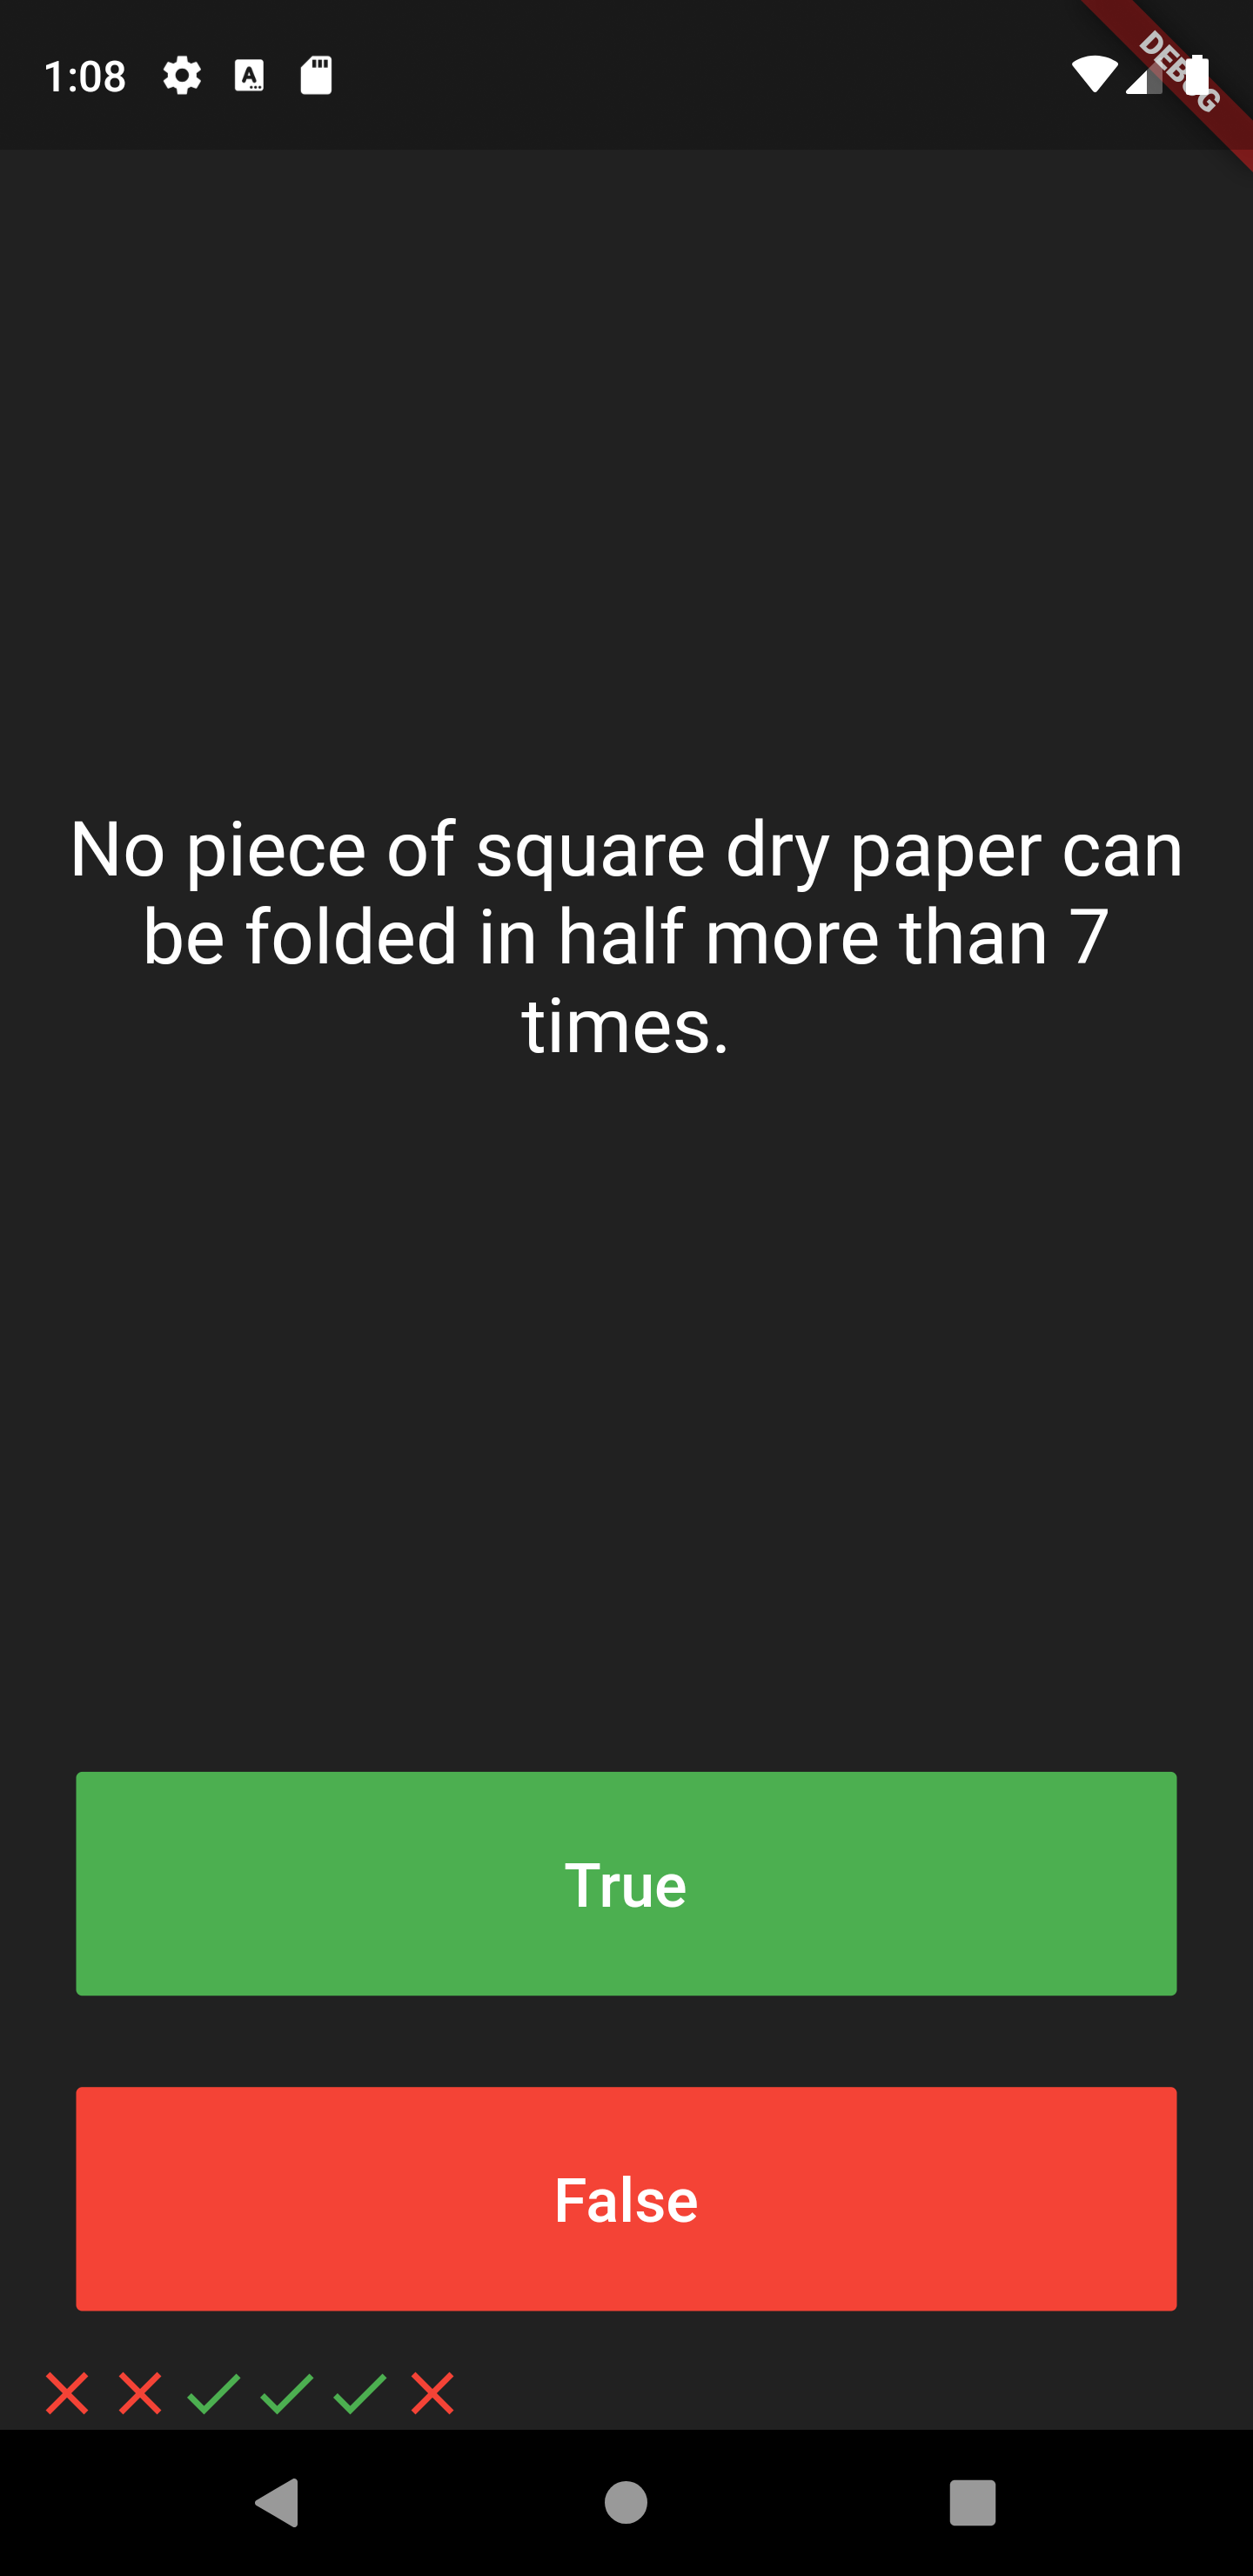 1:08
DEBUG
No piece of square dry paper can
be folded in half more than 7
times.
True
False